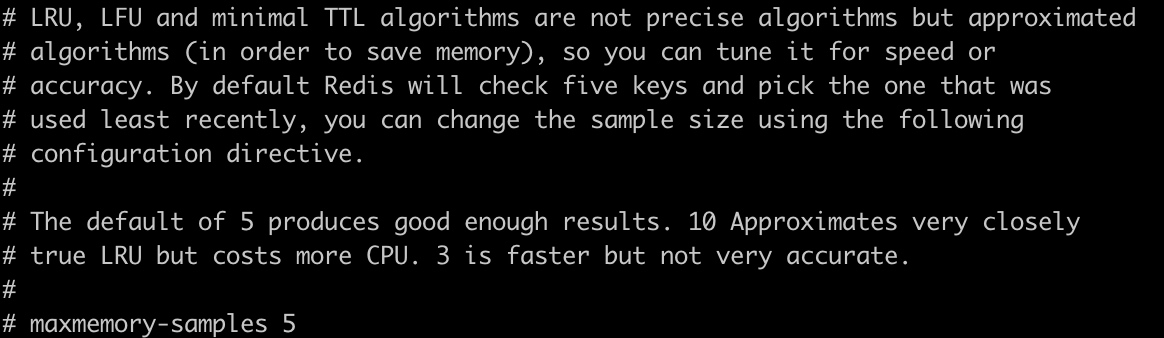 # LRU, LFU and minimal TTL algorithms are not precise algorithms but approximated
# algorithms (in order to save memory), so you can tune it for speed or
# accuracy. By default Redis will check five keys and pick the one that was
# used least recently, you can change the sample size using the following
# configuration directive.
#
# The default of 5 produces good enough results. 10 Approximates very closely
# true LRU but costs more CPU. 3 is faster but not very accurate.
#
# maxmemory-samples 5